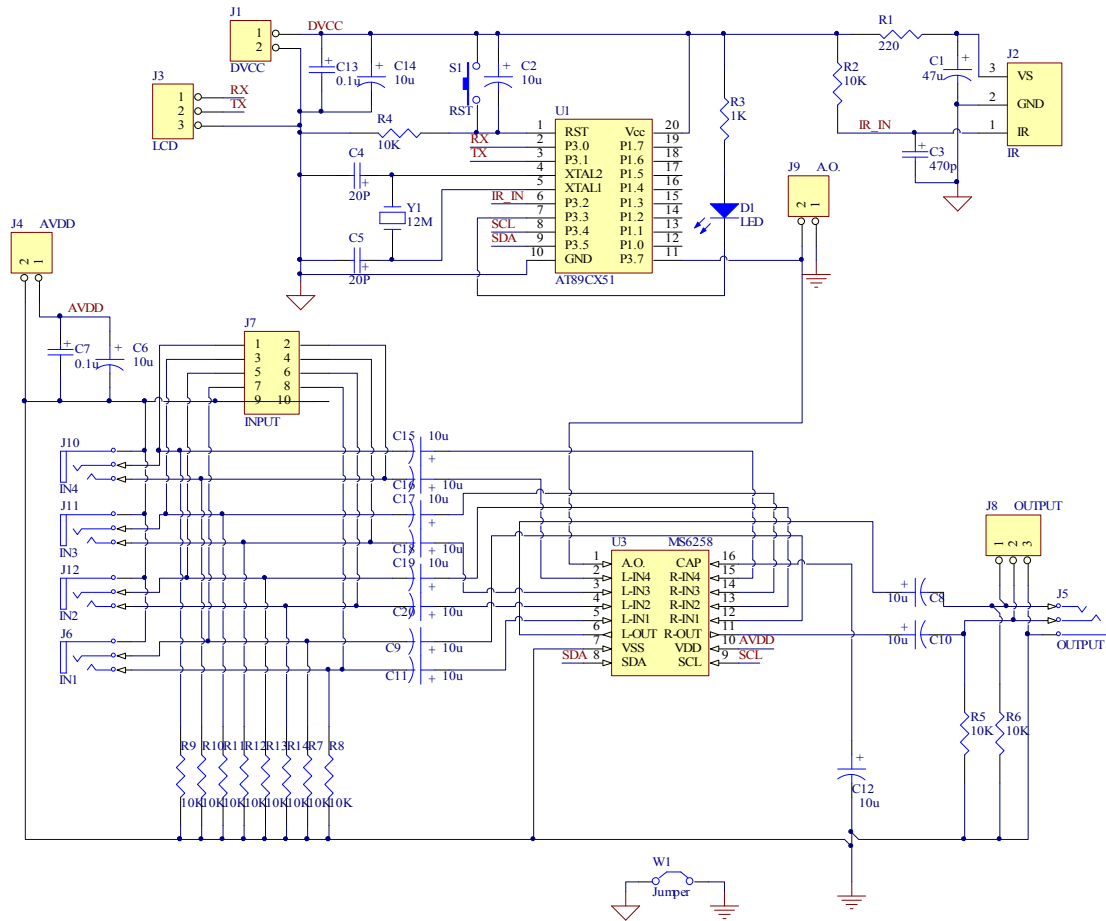 J1
1
2
DVCC
DVCC
C13
0.1u
C14
10u
S1
RST
C2
10u
R1
220
C1
47u
J2
3 VS
2 GND
1 IR
IR
R2
10K
IR_IN
C3
470p
J3
1
2
3
RX
TX
LCD
R4
10K
R3
1K
U1
1 RST Vcc 20
2 P3.0 P1.7 19
3 P3.1 P1.6 18
4 XTAL2 P1.5 17
5 XTAL1 P1.4 16
6 P3.2 P1.3 15
7 P3.3 P1.2 14
8 P3.4 P1.1 13
9 P3.5 P1.0 12
10 GND P3.7 11
AT89CX51
RX
TX
IR_IN
SCL
SDA
C4
20P
Y1
12M
C5
20P
D1
LED
J9 A.O.
2 1
J4 AVDD
2 1
AVDD
C7
0.1u
C6
10u
J7
1 2
3 4
5 6
7 8
9 10
INPUT
J10
IN4
J11
IN3
J12
IN2
J6
IN1
C15 10u
C16 10u
C17 10u
C18 10u
C19 10u
C20 10u
C9 10u
C11 10u
U3 MS6258
1 A.O. CAP 16
2 L-IN4 R-IN4 15
3 L-IN3 R-IN3 14
4 L-IN2 R-IN2 13
5 L-IN1 R-IN1 12
6 L-OUT R-OUT 11
7 VSS VDD 10 AVDD
SDA 8 SDA SCL 9 SCL
J8 OUTPUT
1 2 3
10u C8
10u C10
J5
OUTPUT
R5
10K
R6
10K
R9 R10 R11 R12 R13 R14 R7 R8
10K 10K 10K 10K 10K 10K 10K 10K
C12
10u
W1
Jumper